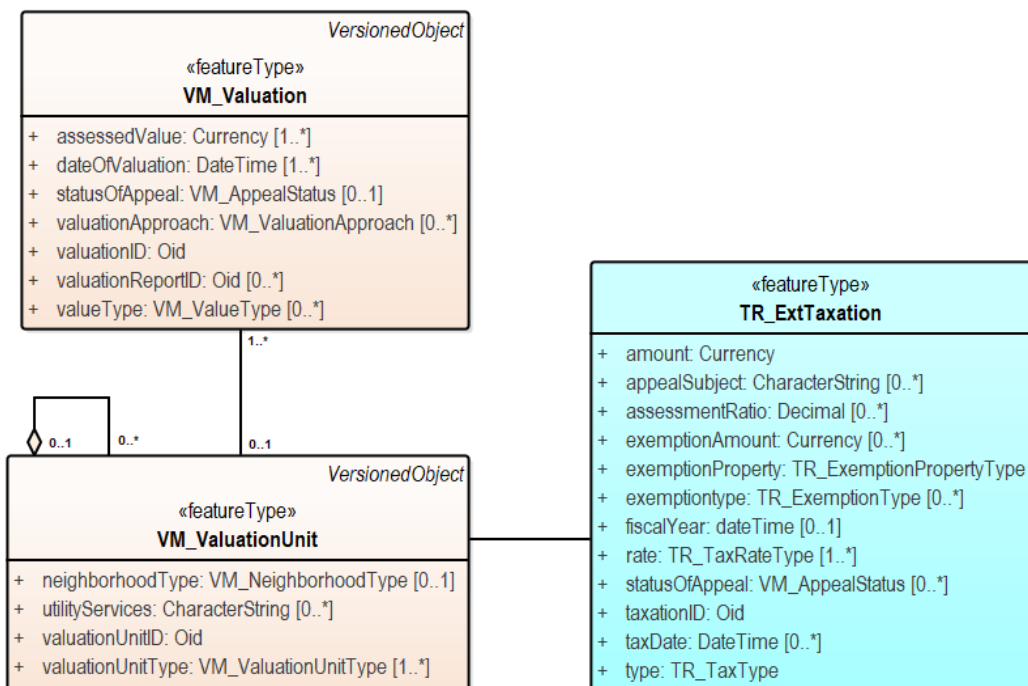 VersionedObject
«featureType»
VM_Valuation
+ assessedValue: Currency [1..*]
+ dateOfValuation: DateTime [1..*]
+ statusOfAppeal: VM_AppealStatus [0..1]
+ valuationApproach: VM_ValuationApproach [0..*]
+ valuationID: Oid
+ valuationReportID: Oid [0..*]
+ valueType: VM_ValueType [0..*]
1..*
0..1
0..*
0..1
VersionedObject
«featureType»
VM_ValuationUnit
+ neighborhoodType: VM_NeighborhoodType [0..1]
+ utilityServices: CharacterString [0..*]
+ valuationUnitID: Oid
+ valuationUnitType: VM_ValuationUnitType [1..*]
«featureType»
TR_ExtTaxation
+ amount: Currency
+ appealSubject: CharacterString [0..*]
+ assessmentRatio: Decimal [0..*]
+ exemptionAmount: Currency [0..*]
+ exemptionProperty: TR_ExemptionPropertyType
+ exemptiontype: TR_ExemptionType [0..*]
+ fiscalYear: dateTime [0..1]
+ rate: TR_TaxRateType [1..*]
+ statusOfAppeal: VM_AppealStatus [0..*]
+ taxationID: Oid
+ taxDate: DateTime [0..*]
+ type: TR_TaxType